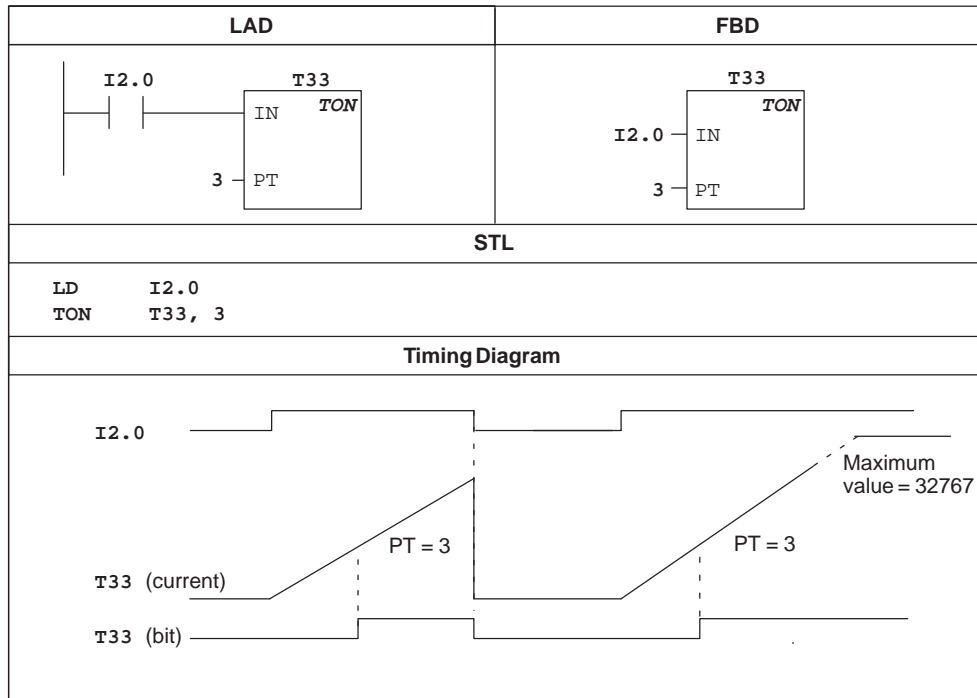 LAD
FBD
I2.0
T33
IN TON
3 PT
T33
TON
I2.0 IN
3 PT
STL
LD I2.0
TON T33, 3
Timing Diagram
I2.0
Maximum
value = 32767
PT = 3
PT = 3
T33 (current)
T33 (bit)